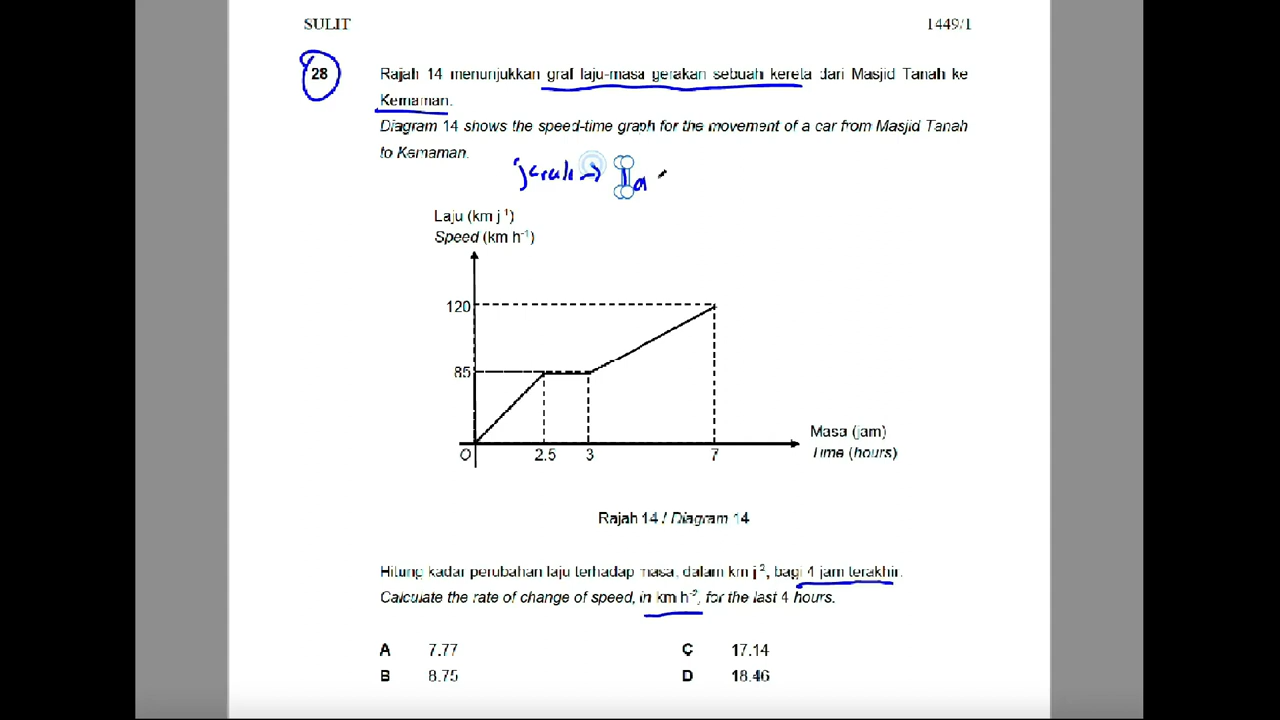 SULIT 1449/1
28 Rajah 14 menunjukkan graf laju-masa gerakan sebuah kereta dari Masjid Tanah ke
Kemaman.
Diagram 14 shows the speed-time graph for the movement of a car from Masjid Tanah
to Kemaman.
jarak →
Laju (km j⁻¹)
Speed (km h⁻¹)
120
85
O 2.5 3 7
Masa (jam)
Time (hours)
Rajah 14 / Diagram 14
Hitung kadar perubahan laju terhadap masa, dalam km j⁻², bagi 4 jam terakhir.
Calculate the rate of change of speed, in km h⁻², for the last 4 hours.
A 7.77 C 17.14
B 8.75 D 18.46